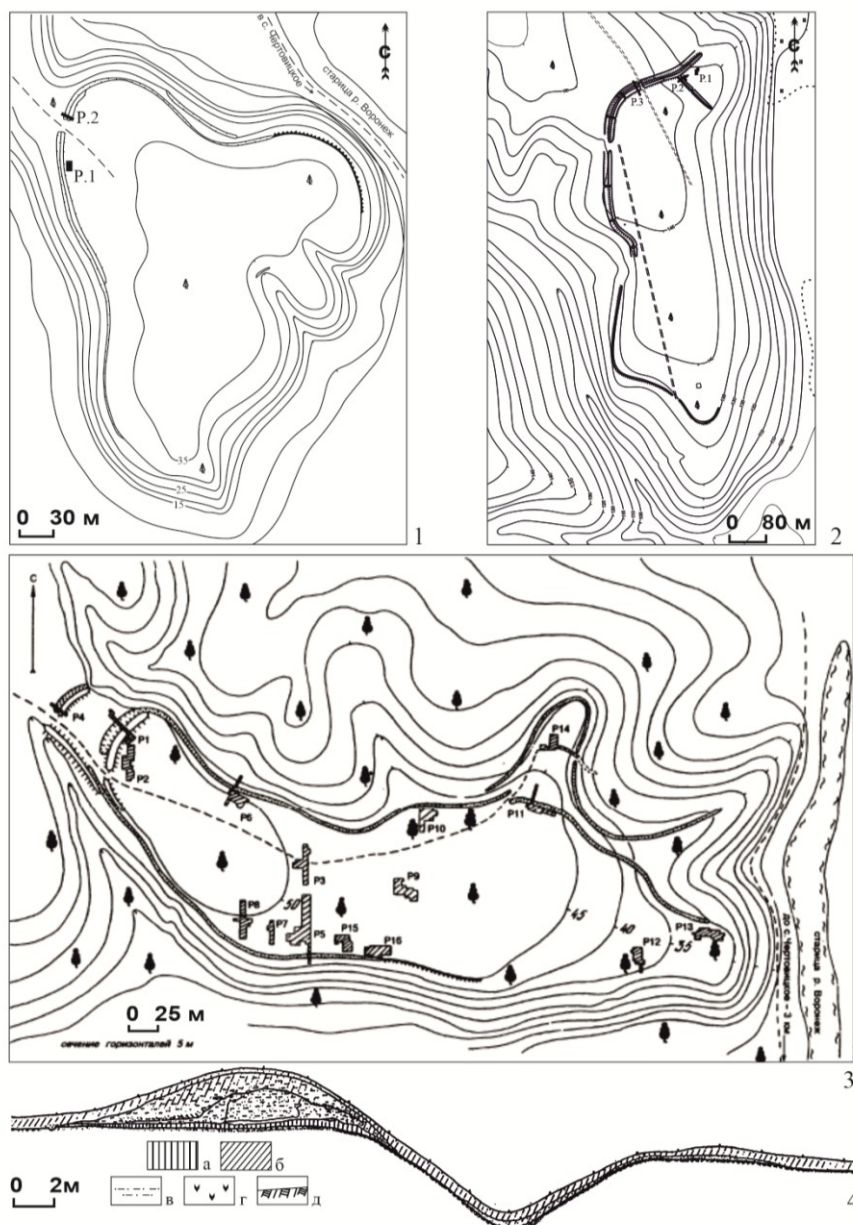 в с. Чертовицкое
старица р. Воронеж
С
Р.2
Р.1
35
25
15
0 30 м
1
С
Р.1
Р.2
Р.3
0 80 м
2
С
Р4
Р1
Р2
Р6
Р14
Р11
Р10
Р3
Р9
Р8
Р7
Р5
Р15
Р16
Р12
Р13
50
45
40
35
до с. Чертовицкое - 3 км
старица р. Воронеж
0 25 м
сечение горизонталей 5 м
3
а б
0 2м
в г д
4